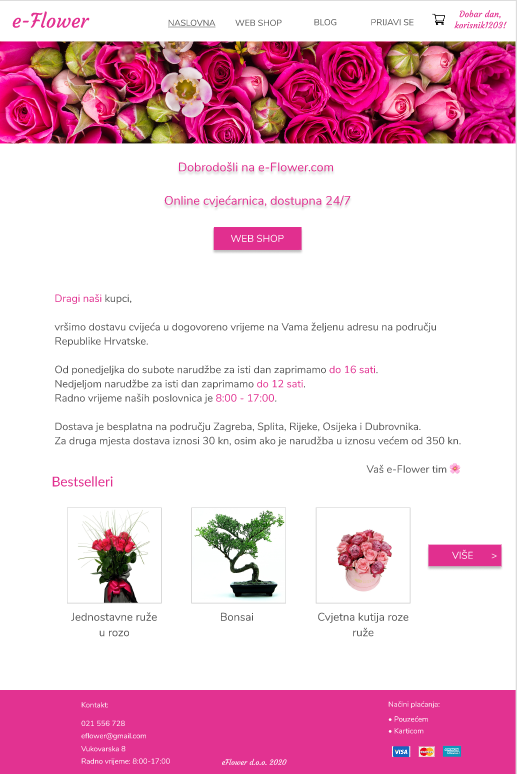 e-Flower
NASLOVNA
WEB SHOP
BLOG
PRIJAVI SE
Dobar dan,
korisnik1203!
Dobrodošli na e-Flower.com
Online cvjećarnica, dostupna 24/7
WEB SHOP
Dragi naši kupci,
vršimo dostavu cvijeća u dogovoreno vrijeme na Vama željenu adresu na području
Republike Hrvatske.
Od ponedjeljka do subote narudžbe za isti dan zaprimamo do 16 sati.
Nedjeljom narudžbe za isti dan zaprimamo do 12 sati.
Radno vrijeme naših poslovnica je 8:00 - 17:00.
Dostava je besplatna na području Zagreba, Splita, Rijeke, Osijeka i Dubrovnika.
Za druga mjesta dostava iznosi 30 kn, osim ako je narudžba u iznosu većem od 350 kn.
Vaš e-Flower tim
Bestselleri
Jednostavne ruže
u rozo
Bonsai
Cvjetna kutija roze
ruže
VIŠE >
Kontakt:
021 556 728
eflower@gmail.com
Vukovarska 8
Radno vrijeme: 8:00-17:00
eFlower d.o.o. 2020
Načini plaćanja:
• Pouzećem
• Karticom
VISA